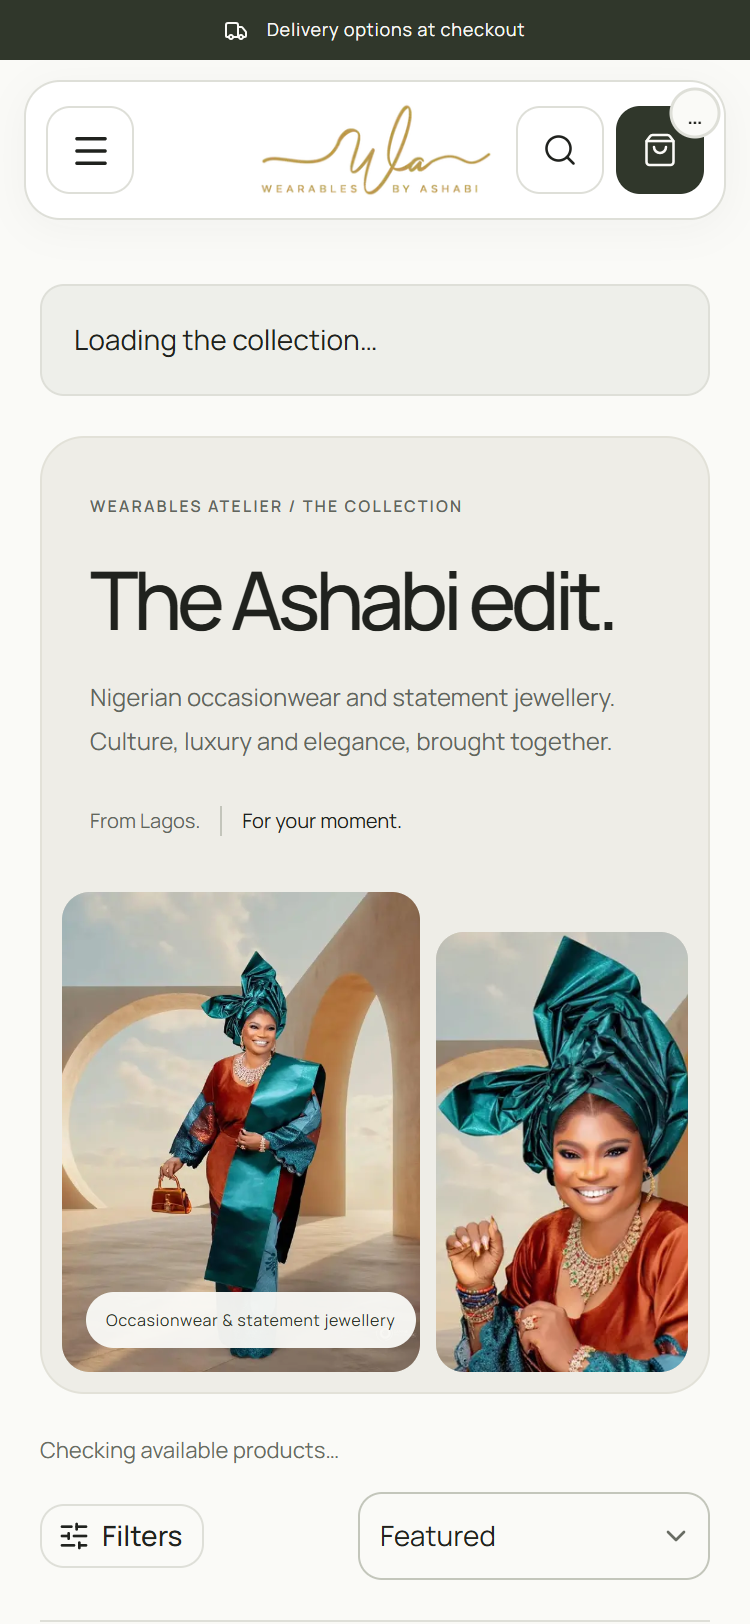 Delivery options at checkout
...
Wa
WEARABLES BY ASHABI
Loading the collection…
WEARABLES ATELIER / THE COLLECTION
The Ashabi edit.
Nigerian occasionwear and statement jewellery.
Culture, luxury and elegance, brought together.
From Lagos.
For your moment.
Occasionwear & statement jewellery
Checking available products…
Filters
Featured